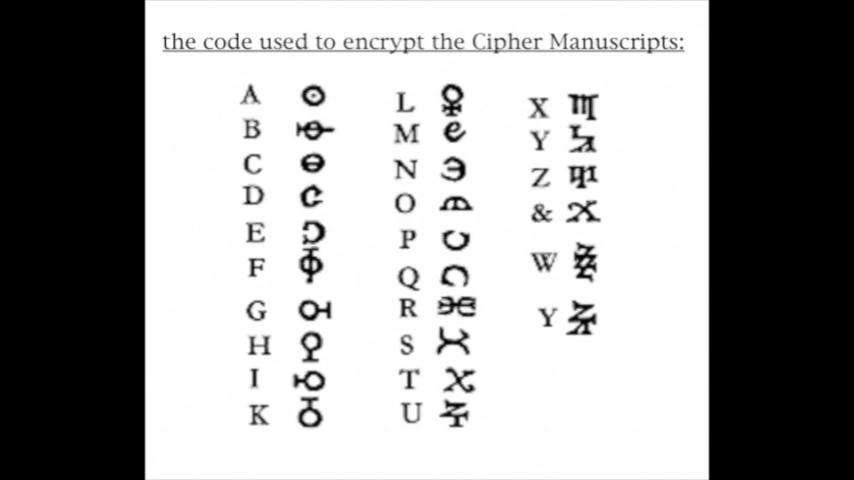 the code used to encrypt the Cipher Manuscripts:
A
B
C
D
E
F
G
H
I
K
L
M
N
O
P
Q
R
S
T
U
X
Y
Z
&
W
Y